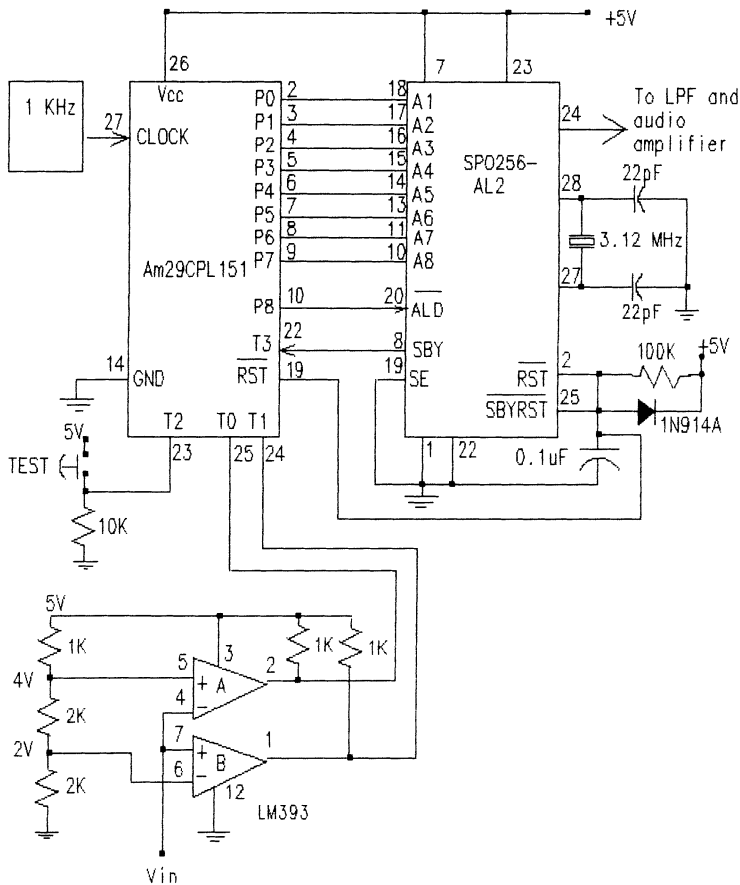 +5V
26
7
23
Vcc
1 KHz
27
CLOCK
P0 2 18 A1
P1 3 17 A2
P2 4 16 A3
P3 5 15 A4
P4 6 14 A5
P5 7 13 A6
P6 8 11 A7
P7 9 10 A8
SP0256-
AL2
24
To LPF and
audio
amplifier
28
22pF
3.12 MHz
27
22pF
Am29CPL151
P8 10 20 ALD
T3 22 8 SBY
RST 19 19 SE
14
GND
2
RST
25
SBYRST
100K
+5V
1N914A
T2 T0 T1
23 25 24
1 22
0.1uF
5V
TEST
10K
5V
1K
4V
2K
2V
2K
5
+
4
-
A
3
2
1K
1K
7
+
6
-
B
1
12
LM393
Vin